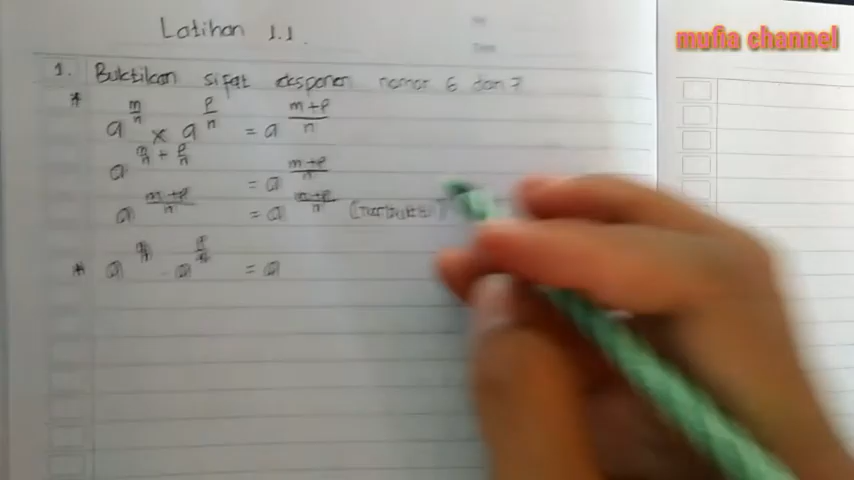 Latihan 1.1
mufia channel
1. Buktikan sifat eksponen nomor 6 dan 7
* a^(m/n) x a^(p/n) = a^((m+p)/n)
a^(m/n + p/n) = a^((m+p)/n)
a^((m+p)/n) = a^((m+p)/n) (Terbukti)
* a . a = a